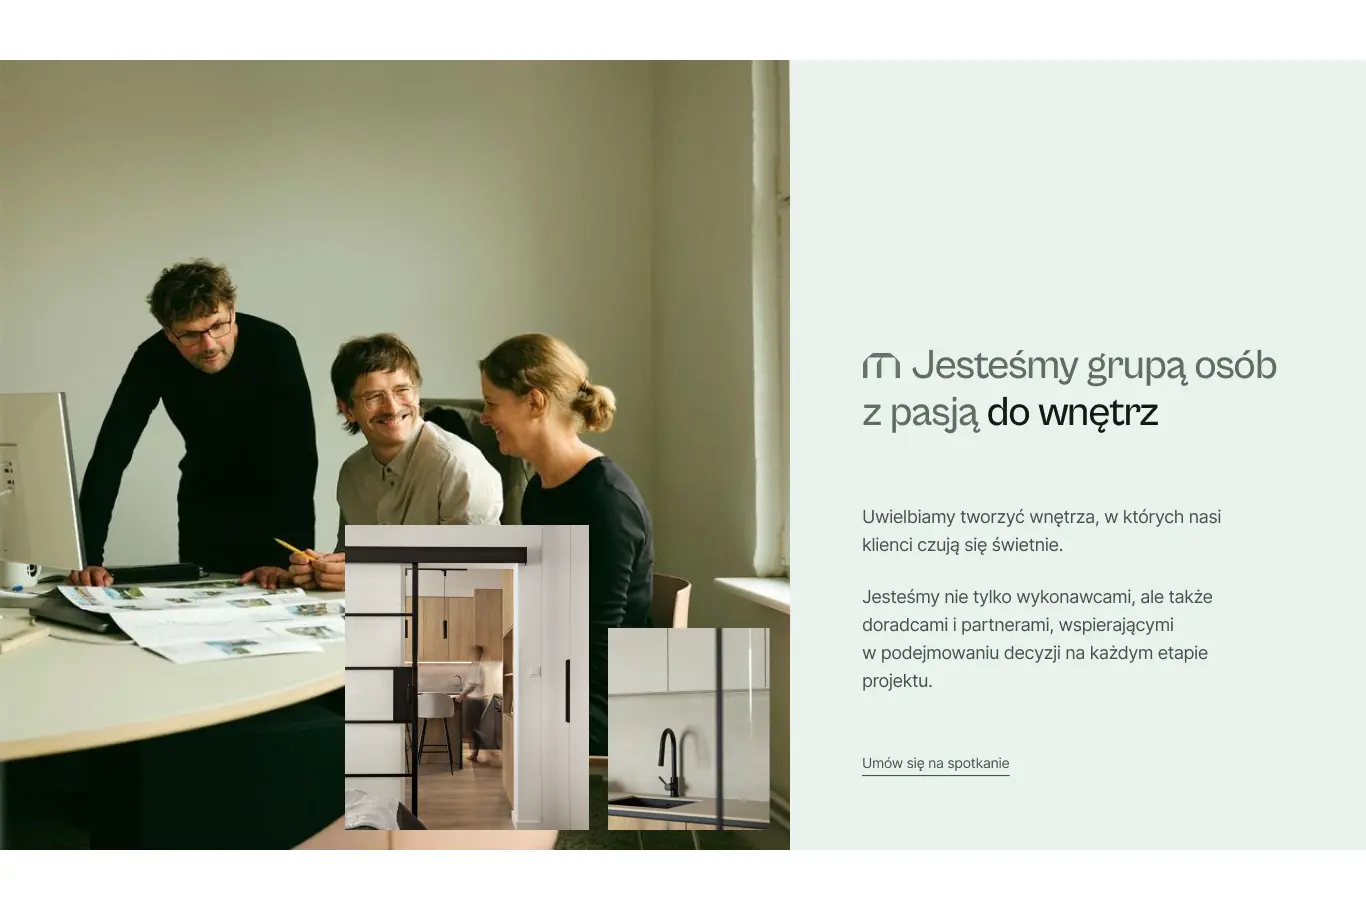 Jesteśmy grupą osób
z pasją do wnętrz
Uwielbiamy tworzyć wnętrza, w których nasi
klienci czują się świetnie.
Jesteśmy nie tylko wykonawcami, ale także
doradcami i partnerami, wspierającymi
w podejmowaniu decyzji na każdym etapie
projektu.
Umów się na spotkanie